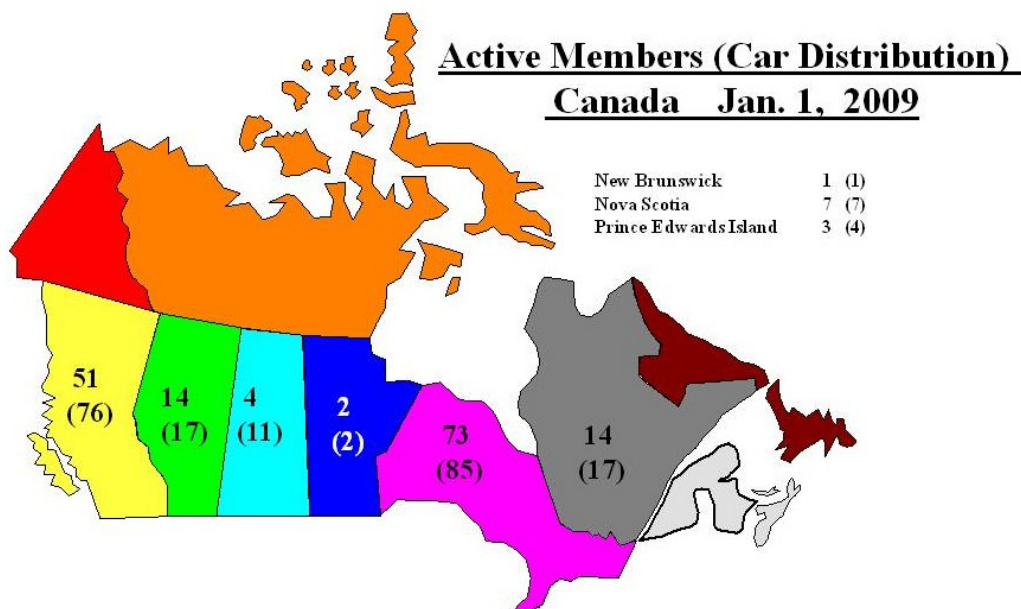 Active Members (Car Distribution)
Canada Jan. 1, 2009
New Brunswick 1 (1)
Nova Scotia 7 (7)
Prince Edwards Island 3 (4)
51
(76)
14
(17)
4
(11)
2
(2)
73
(85)
14
(17)